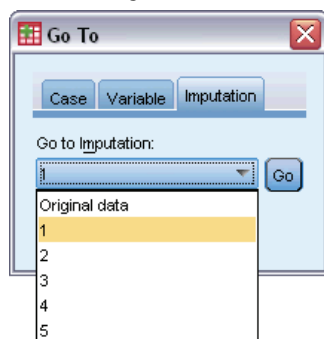 Go To
Case Variable Imputation
Go to Imputation:
1 Go
Original data
1
2
3
4
5